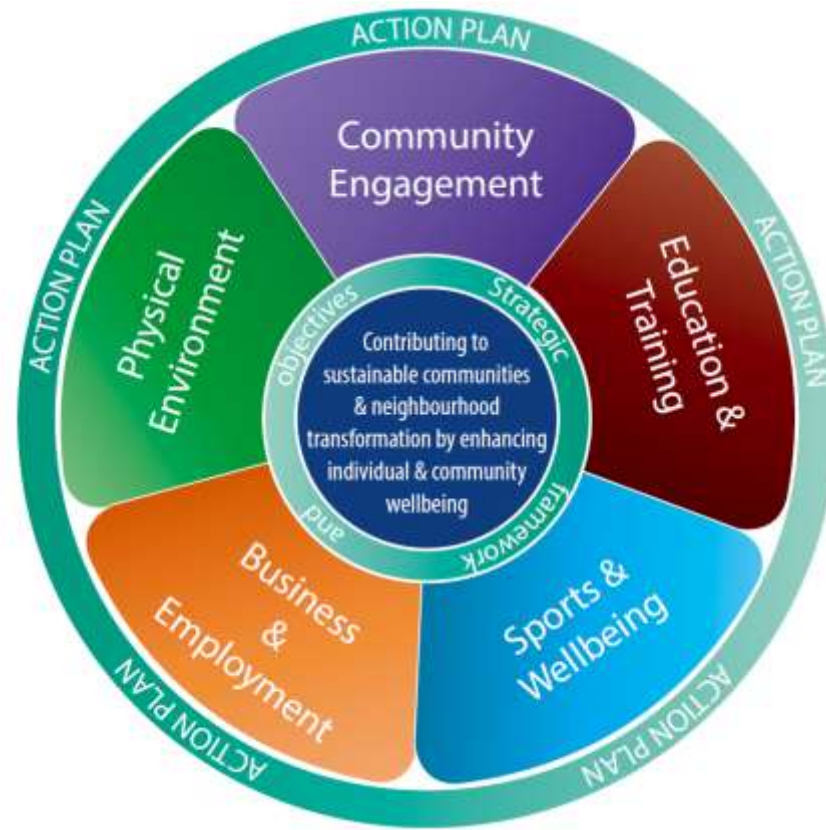 ACTION PLAN
Community
Engagement
ACTION PLAN
Education &
Training
ACTION PLAN
Sports &
Wellbeing
ACTION PLAN
Business
&
Employment
ACTION PLAN
Physical
Environment
Strategic
framework
and
objectives
Contributing to
sustainable communities
& neighbourhood
transformation by enhancing
individual & community
wellbeing